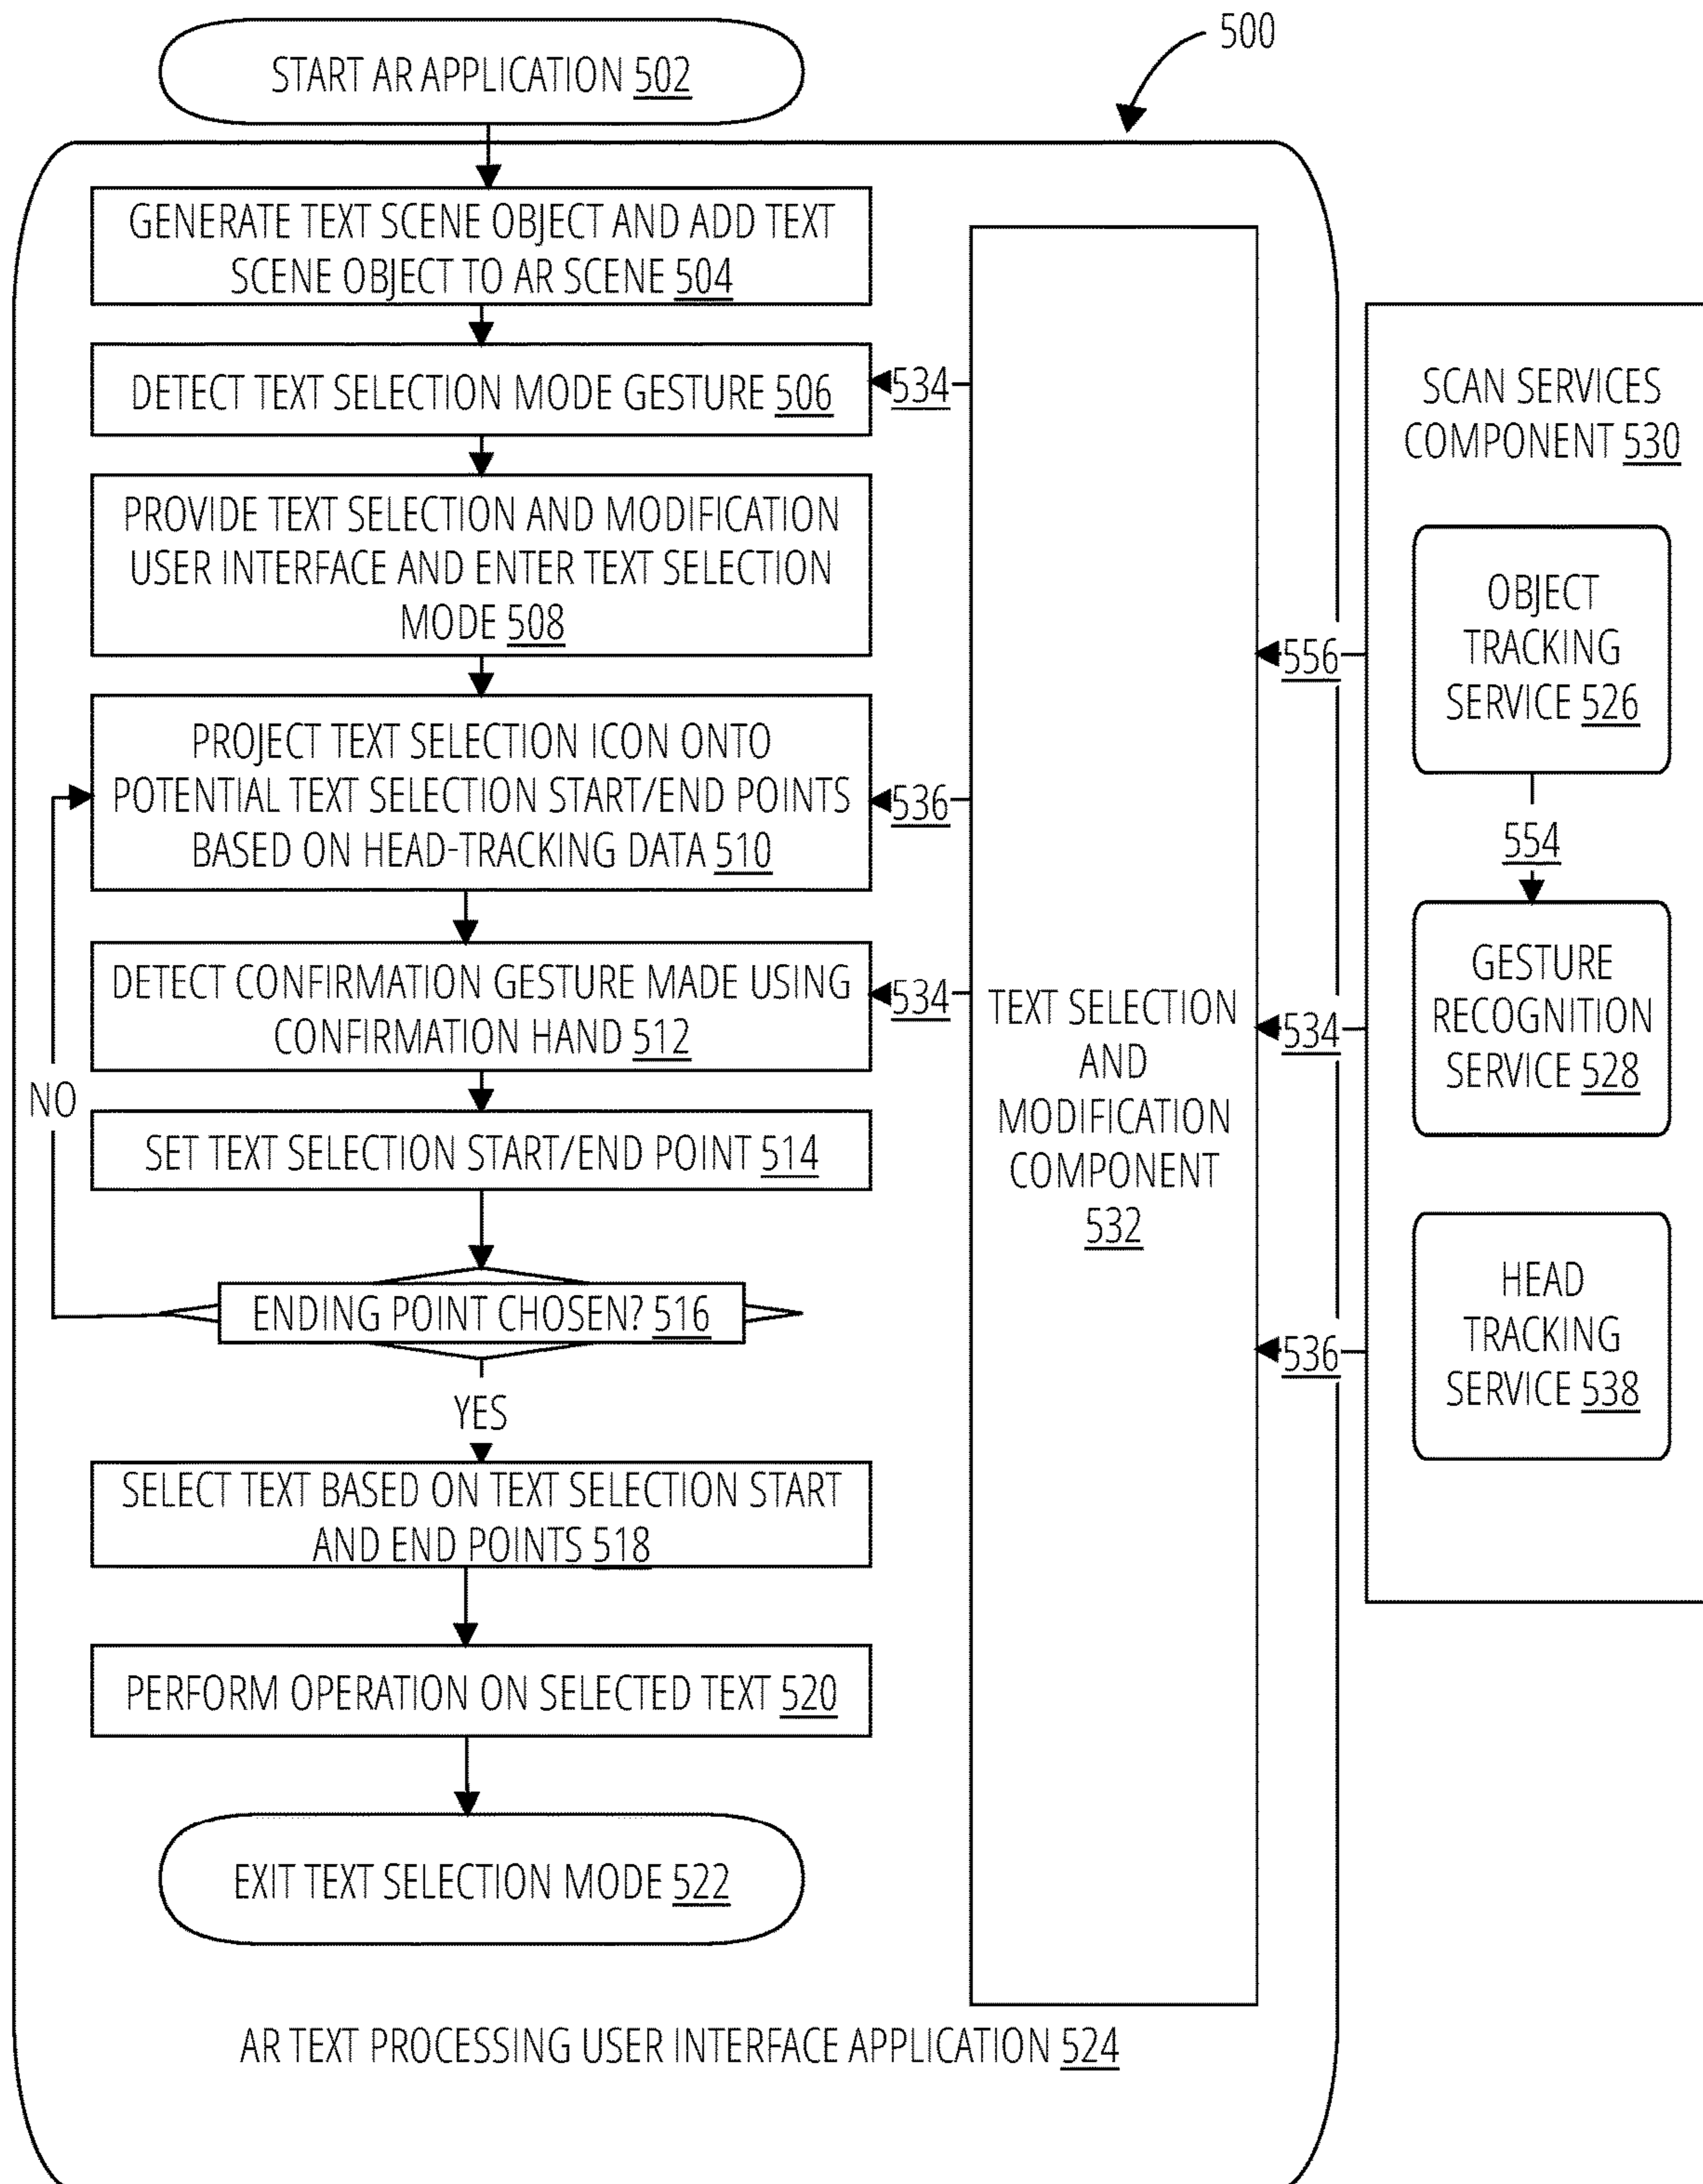 500
START AR APPLICATION 502
GENERATE TEXT SCENE OBJECT AND ADD TEXT
SCENE OBJECT TO AR SCENE 504
DETECT TEXT SELECTION MODE GESTURE 506
534
PROVIDE TEXT SELECTION AND MODIFICATION
USER INTERFACE AND ENTER TEXT SELECTION
MODE 508
PROJECT TEXT SELECTION ICON ONTO
POTENTIAL TEXT SELECTION START/END POINTS
BASED ON HEAD-TRACKING DATA 510
536
DETECT CONFIRMATION GESTURE MADE USING
CONFIRMATION HAND 512
534
NO
SET TEXT SELECTION START/END POINT 514
ENDING POINT CHOSEN? 516
YES
SELECT TEXT BASED ON TEXT SELECTION START
AND END POINTS 518
PERFORM OPERATION ON SELECTED TEXT 520
EXIT TEXT SELECTION MODE 522
TEXT SELECTION
AND
MODIFICATION
COMPONENT
532
556
534
536
SCAN SERVICES
COMPONENT 530
OBJECT
TRACKING
SERVICE 526
554
GESTURE
RECOGNITION
SERVICE 528
HEAD
TRACKING
SERVICE 538
AR TEXT PROCESSING USER INTERFACE APPLICATION 524